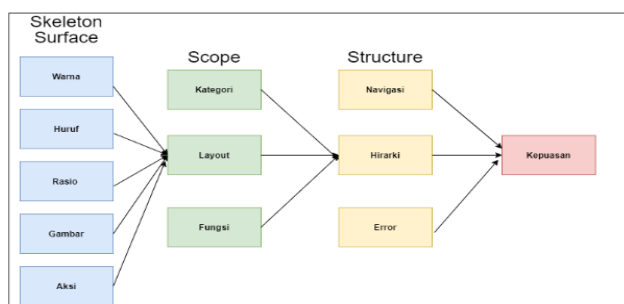 Skeleton
Surface
Scope
Structure
Warna
Huruf
Rasio
Gambar
Aksi
Kategori
Layout
Fungsi
Navigasi
Hirarki
Error
Kepuasan